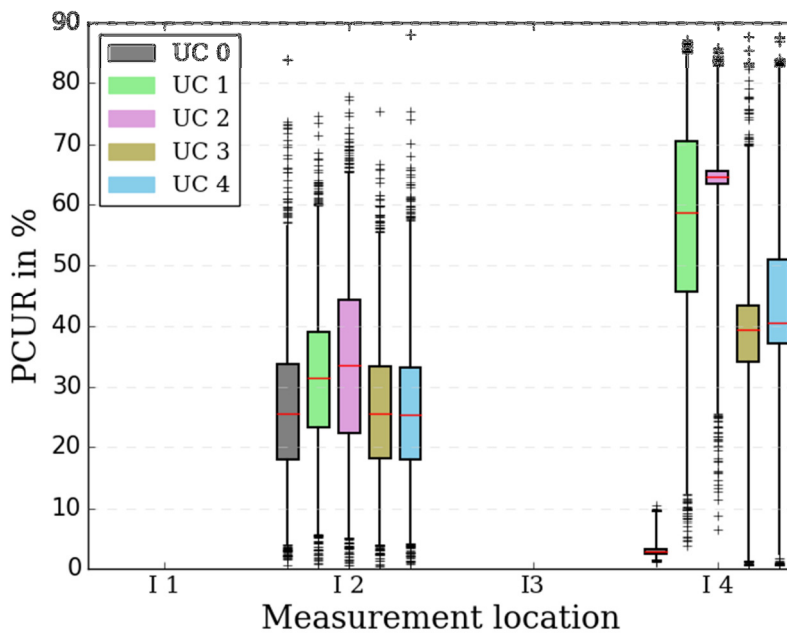 90
80
70
60
50
40
30
20
10
0
PCUR in %
UC 0
UC 1
UC 2
UC 3
UC 4
I 1
I 2
I3
I 4
Measurement location